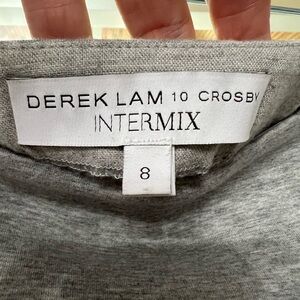 DEREK LAM 10 CROSBY
INTERMIX
8